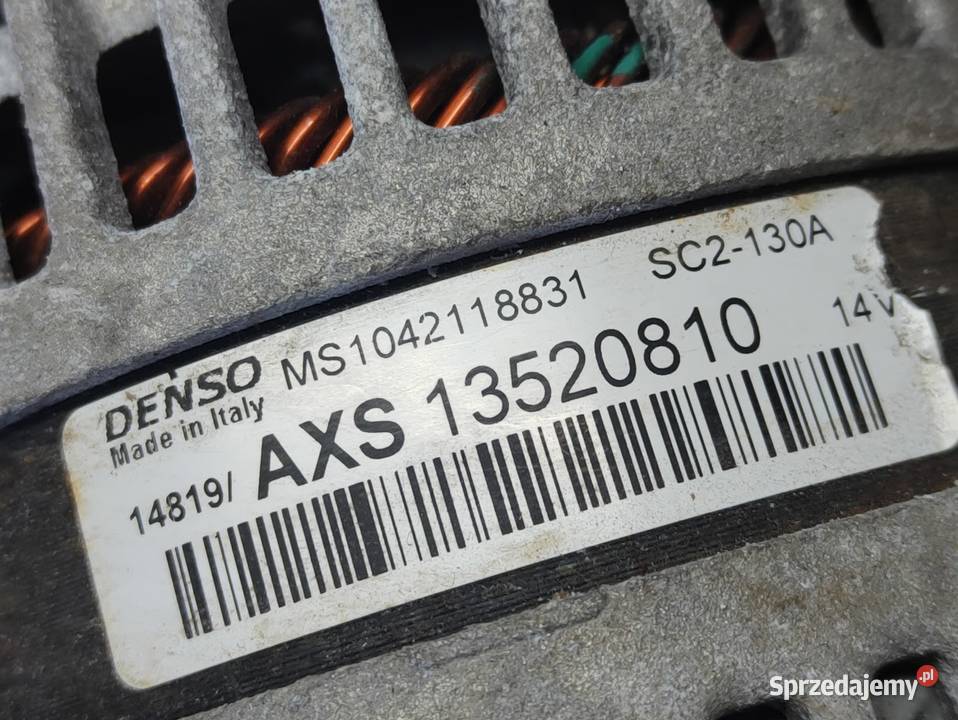 DENSO MS1042118831 SC2-130A
Made in Italy
14819/ AXS 13520810 14V
Sprzedajemy.pl